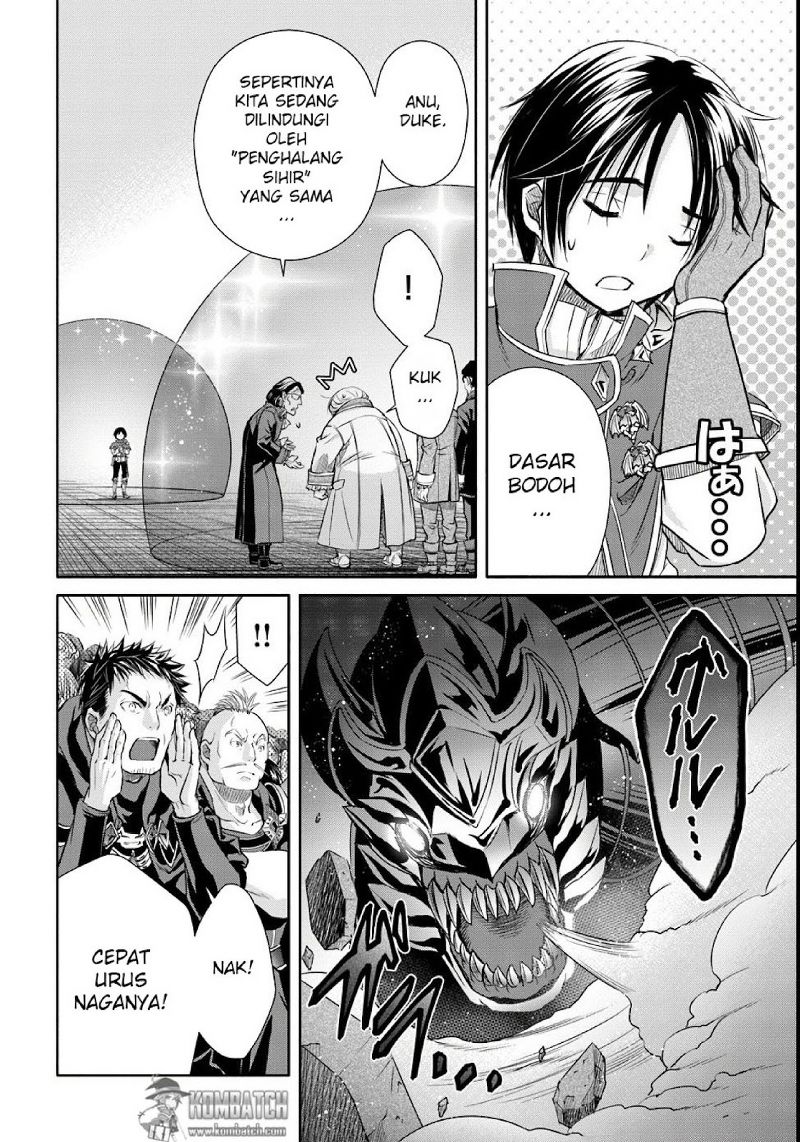 はぁ...
DASAR
BODOH
...
ANU,
DUKE.
SEPERTINYA
KITA SEDANG
DILINDUNGI
OLEH
"PENGHALANG
SIHIR"
YANG SAMA
...
!
KUK
...
グルルル...
!!
NAK!
CEPAT
URUS
NAGANYA!
KOMBATCH
www.kombatch.com